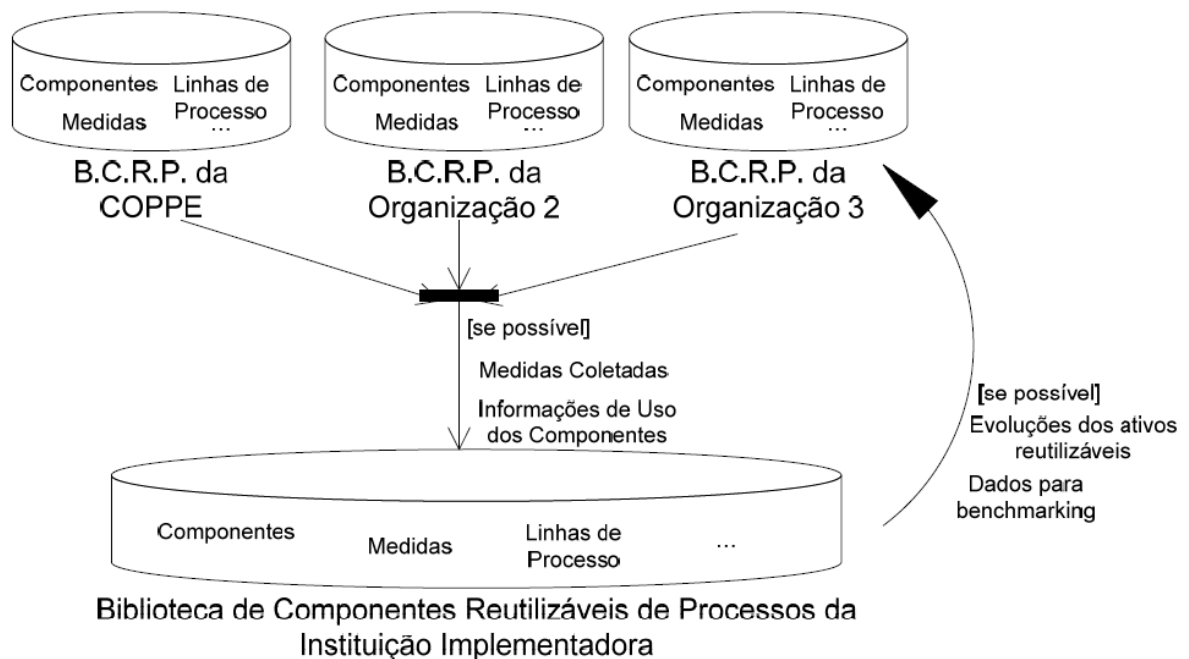 Componentes Linhas de
Processo
Medidas ...
B.C.R.P. da
COPPE
Componentes Linhas de
Processo
Medidas ...
B.C.R.P. da
Organização 2
Componentes Linhas de
Processo
Medidas ...
B.C.R.P. da
Organização 3
[se possível]
Medidas Coletadas
Informações de Uso
dos Componentes
[se possível]
Evoluções dos ativos
reutilizáveis
Dados para
benchmarking
Componentes Medidas Linhas de ...
Processo
Biblioteca de Componentes Reutilizáveis de Processos da
Instituição Implementadora